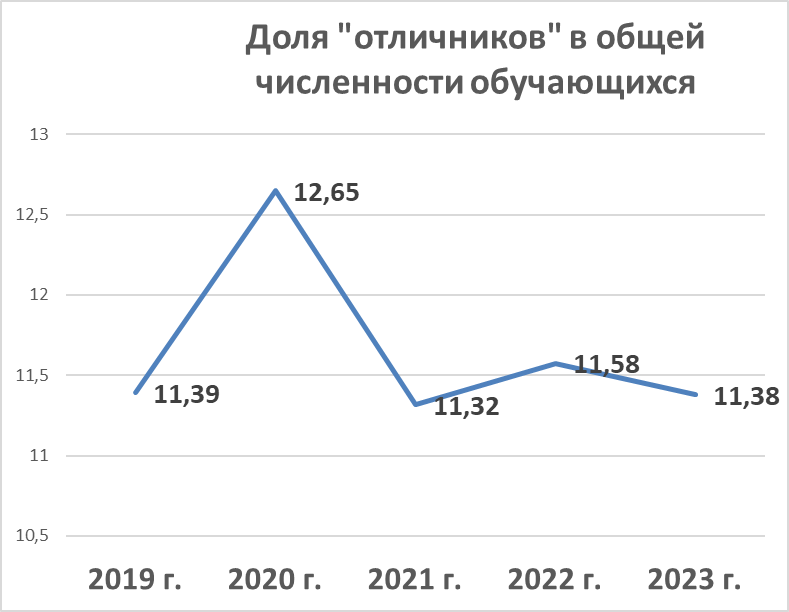 Доля "отличников" в общей
численности обучающихся
13
12,5
12
11,5
11
10,5
12,65
11,39
11,32
11,58
11,38
2019 г.
2020 г.
2021 г.
2022 г.
2023 г.